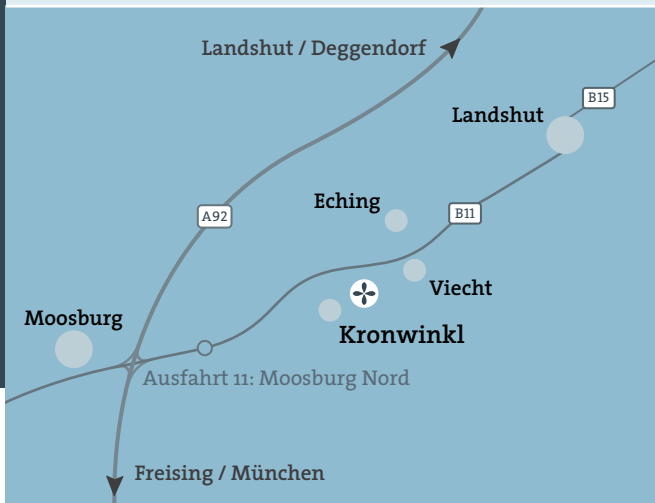 Landshut / Deggendorf
B15
Landshut
Eching
A92
B11
Viecht
Moosburg
Kronwinkl
Ausfahrt 11: Moosburg Nord
Freising / München